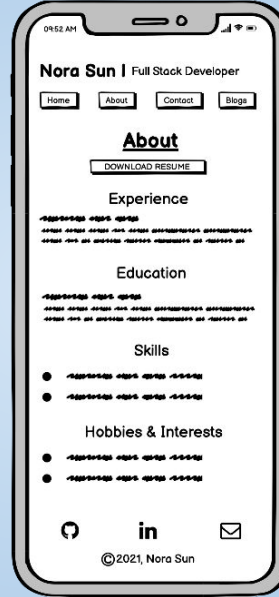 09:52 AM
Nora Sun | Full Stack Developer
Home About Contact Blogs
About
DOWNLOAD RESUME
Experience
Education
Skills
Hobbies & Interests
in
©2021, Nora Sun